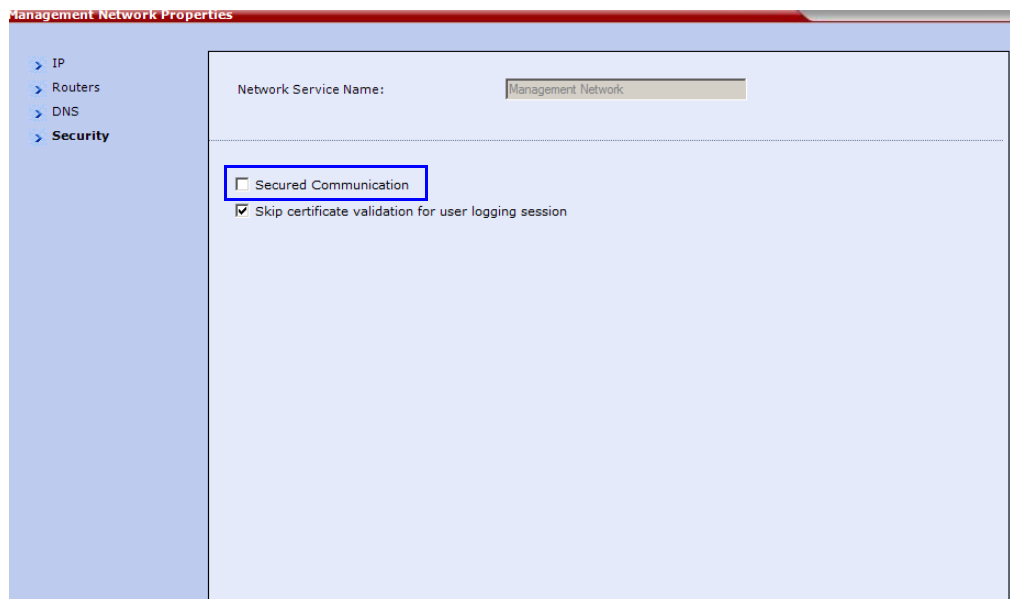 Management Network Properties
IP
Routers
DNS
Security
Network Service Name:
Management Network
Secured Communication
Skip certificate validation for user logging session